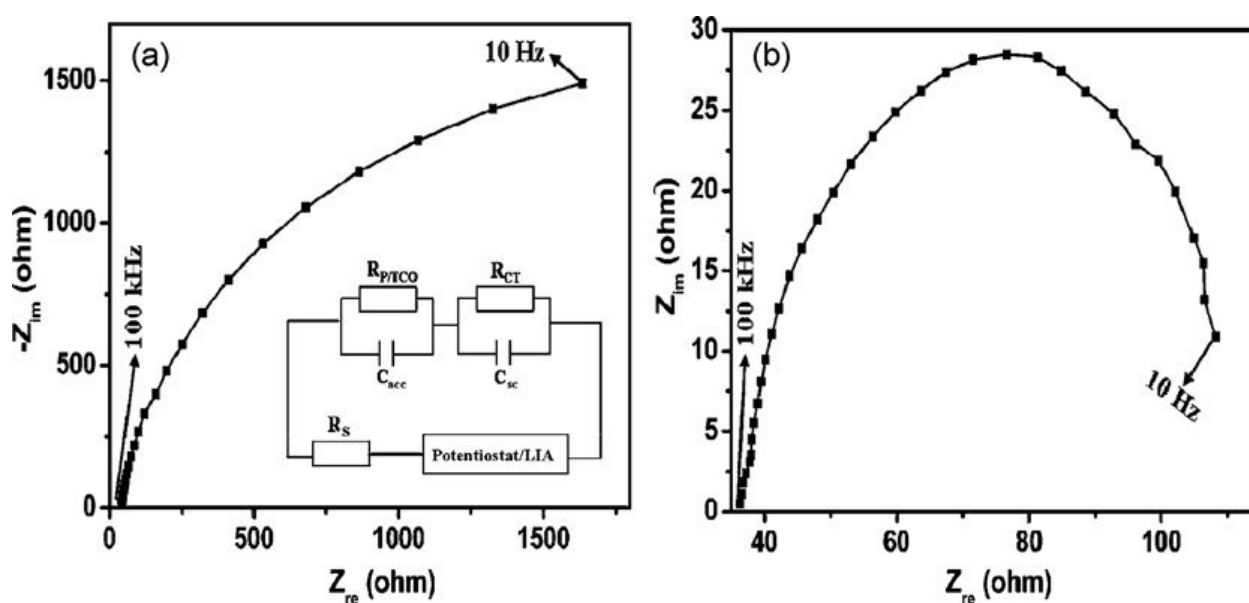 (a)
10 Hz
1500
1000
500
0
-Z_im (ohm)
100 kHz
R_P/TCO
R_CT
C_acc
C_sc
R_S
Potentiostat/LIA
0
500
1000
1500
Z_re (ohm)
(b)
30
25
20
15
10
5
0
Z_im (ohm)
100 kHz
10 Hz
40
60
80
100
Z_re (ohm)